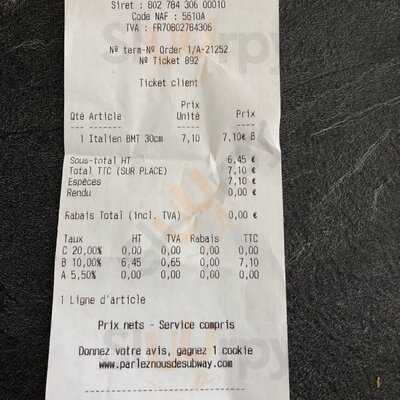 Siret : 802 784 306 00010
Code NAF : 5610A
TVA : FR70802784306
Nº term-Nº Order 1/A-21252
Nº Ticket 892
Ticket client
Qté Article Prix Unité Prix
1 Italien BMT 30cm 7,10 7,10€ B
Sous-total HT 6,45 €
Total TTC (SUR PLACE) 7,10 €
Espèces 7,10 €
Rendu 0,00 €
Rabais Total (incl. TVA) 0,00 €
Taux HT TVA Rabais TTC
C 20,00% 0,00 0,00 0,00 0,00
B 10,00% 6,45 0,65 0,00 7,10
A 5,50% 0,00 0,00 0,00 0,00
1 Ligne d'article
Prix nets - Service compris
Donnez votre avis, gagnez 1 cookie
www.parleznousdesubway.com